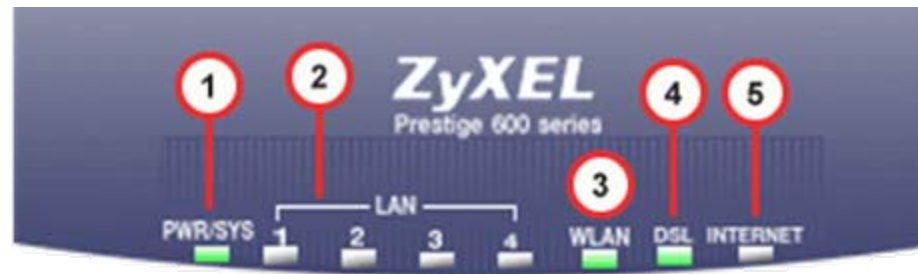 1 2 ZyXEL 4 5
Prestige 600 series
3
LAN
PWR/SYS 1 2 3 4 WLAN DSL INTERNET